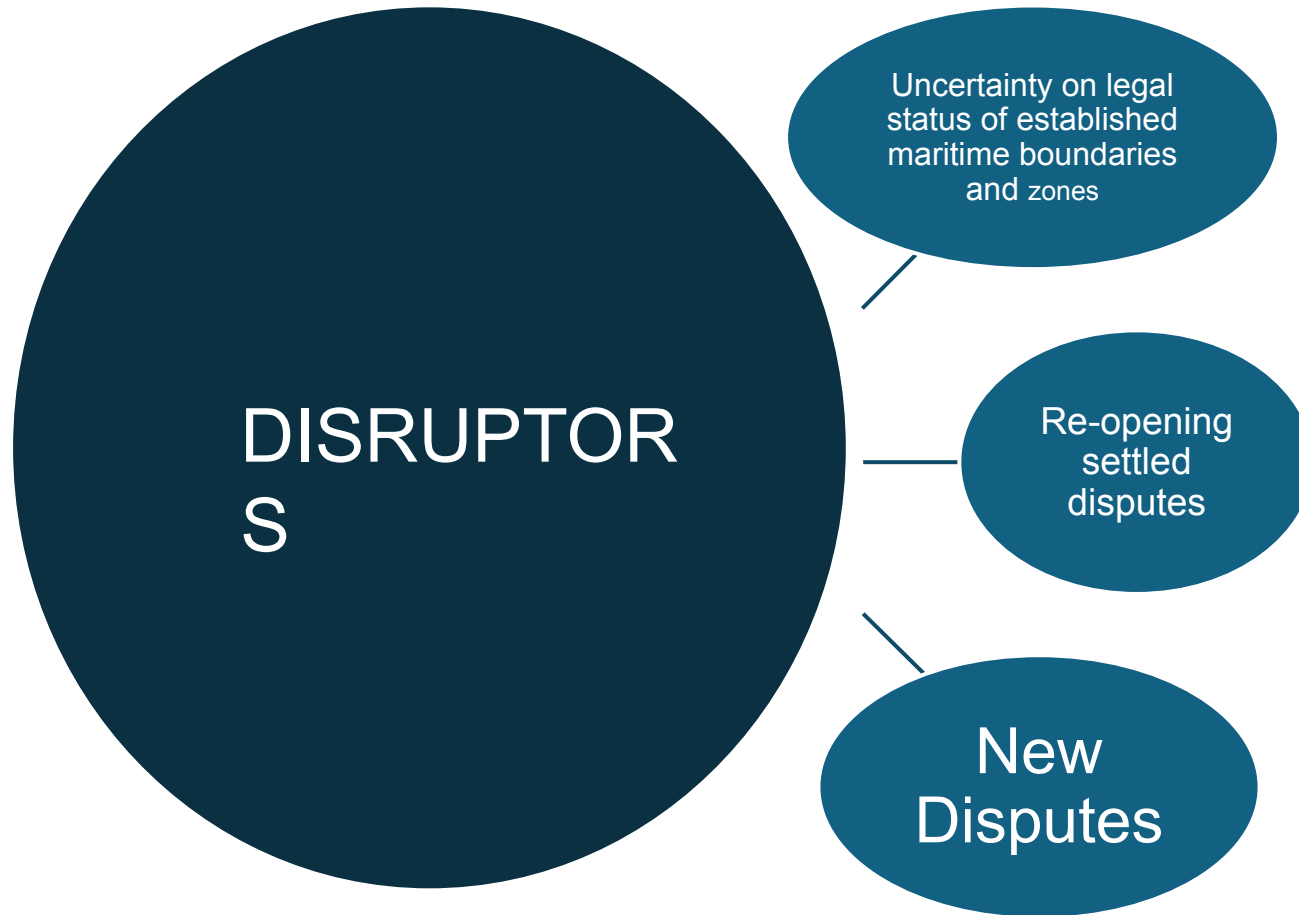 DISRUPTOR
S
Uncertainty on legal
status of established
maritime boundaries
and zones
Re-opening
settled
disputes
New
Disputes